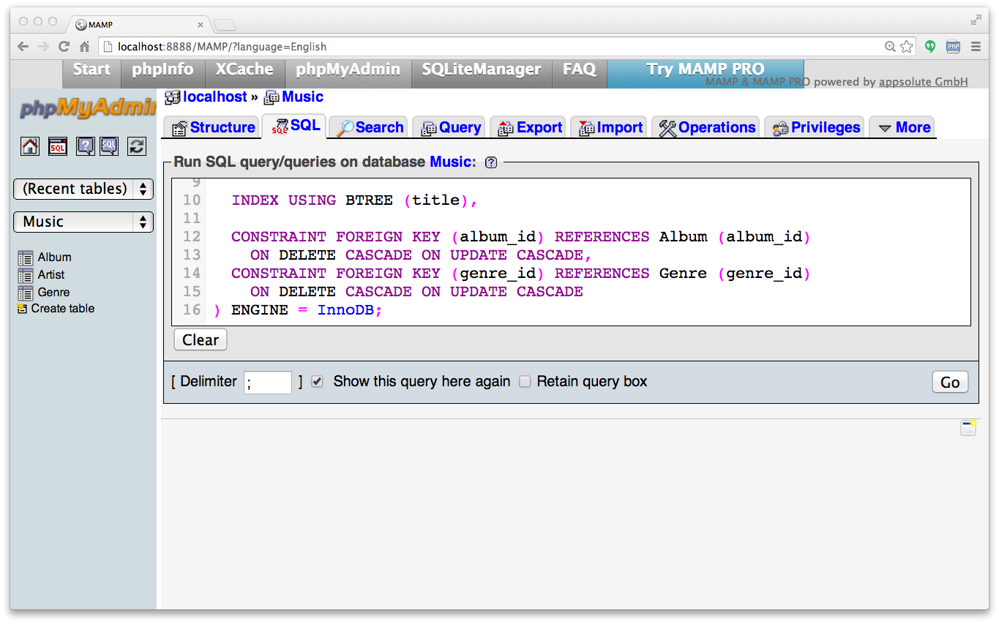 MAMP
localhost:8888/MAMP/?language=English
PHP
Start phpInfo XCache phpMyAdmin SQLiteManager FAQ Try MAMP PRO
MAMP & MAMP PRO powered by appsolute GmbH
phpMyAdmin
localhost » Music
Structure SQL Search Query Export Import Operations Privileges More
SQL SQL
(Recent tables)
Music
Album
Artist
Genre
Create table
Run SQL query/queries on database Music:
9
10 INDEX USING BTREE (title),
11
12 CONSTRAINT FOREIGN KEY (album_id) REFERENCES Album (album_id)
13 ON DELETE CASCADE ON UPDATE CASCADE,
14 CONSTRAINT FOREIGN KEY (genre_id) REFERENCES Genre (genre_id)
15 ON DELETE CASCADE ON UPDATE CASCADE
16 ) ENGINE = InnoDB;
Clear
[ Delimiter ; ] Show this query here again Retain query box Go